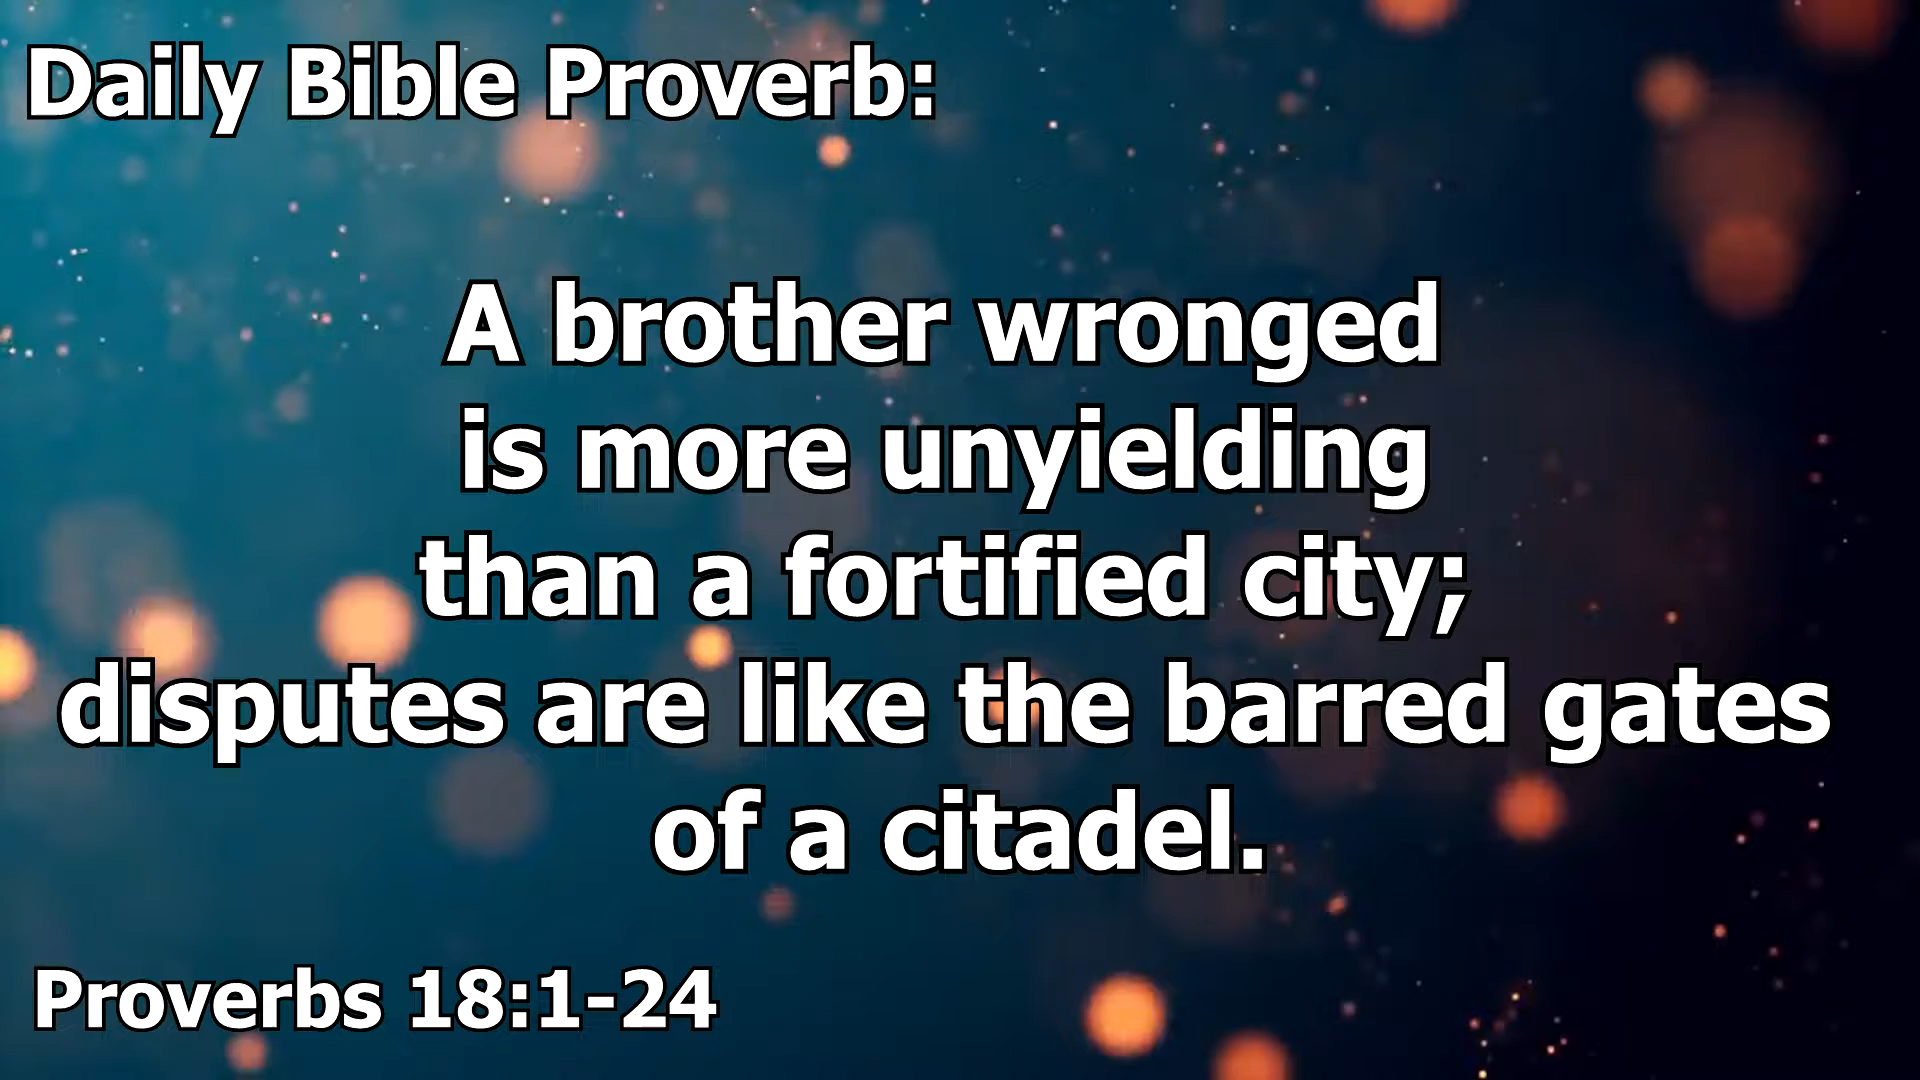 Daily Bible Proverb:
A brother wronged
is more unyielding
than a fortified city;
disputes are like the barred gates
of a citadel.
Proverbs 18:1-24